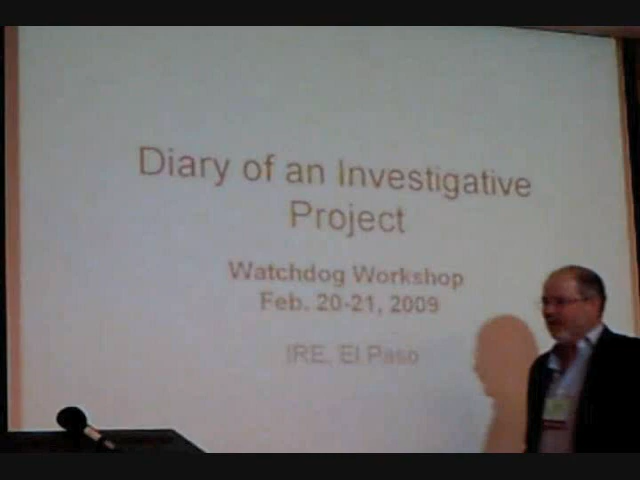 Diary of an Investigative
Project
Watchdog Workshop
Feb. 20-21, 2009
IRE, El Paso